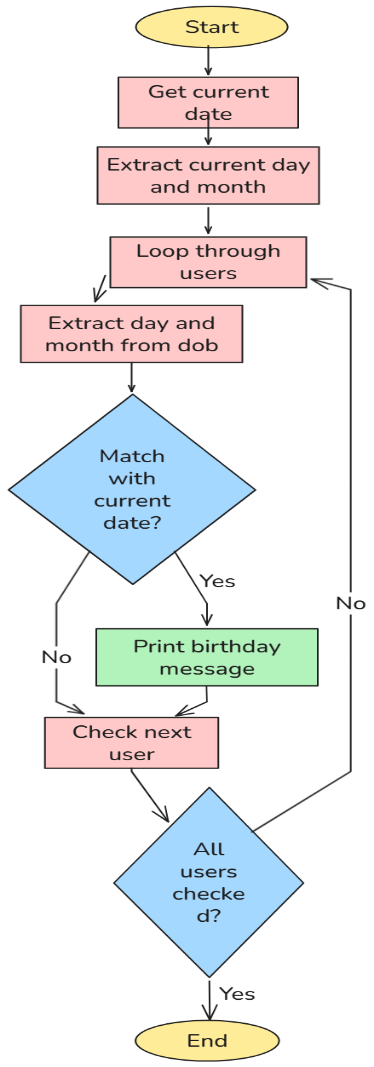 Start
Get current
date
Extract current day
and month
Loop through
users
Extract day and
month from dob
Match
with
current
date?
Yes
No
Print birthday
message
No
Check next
user
All
users
checke
d?
Yes
End